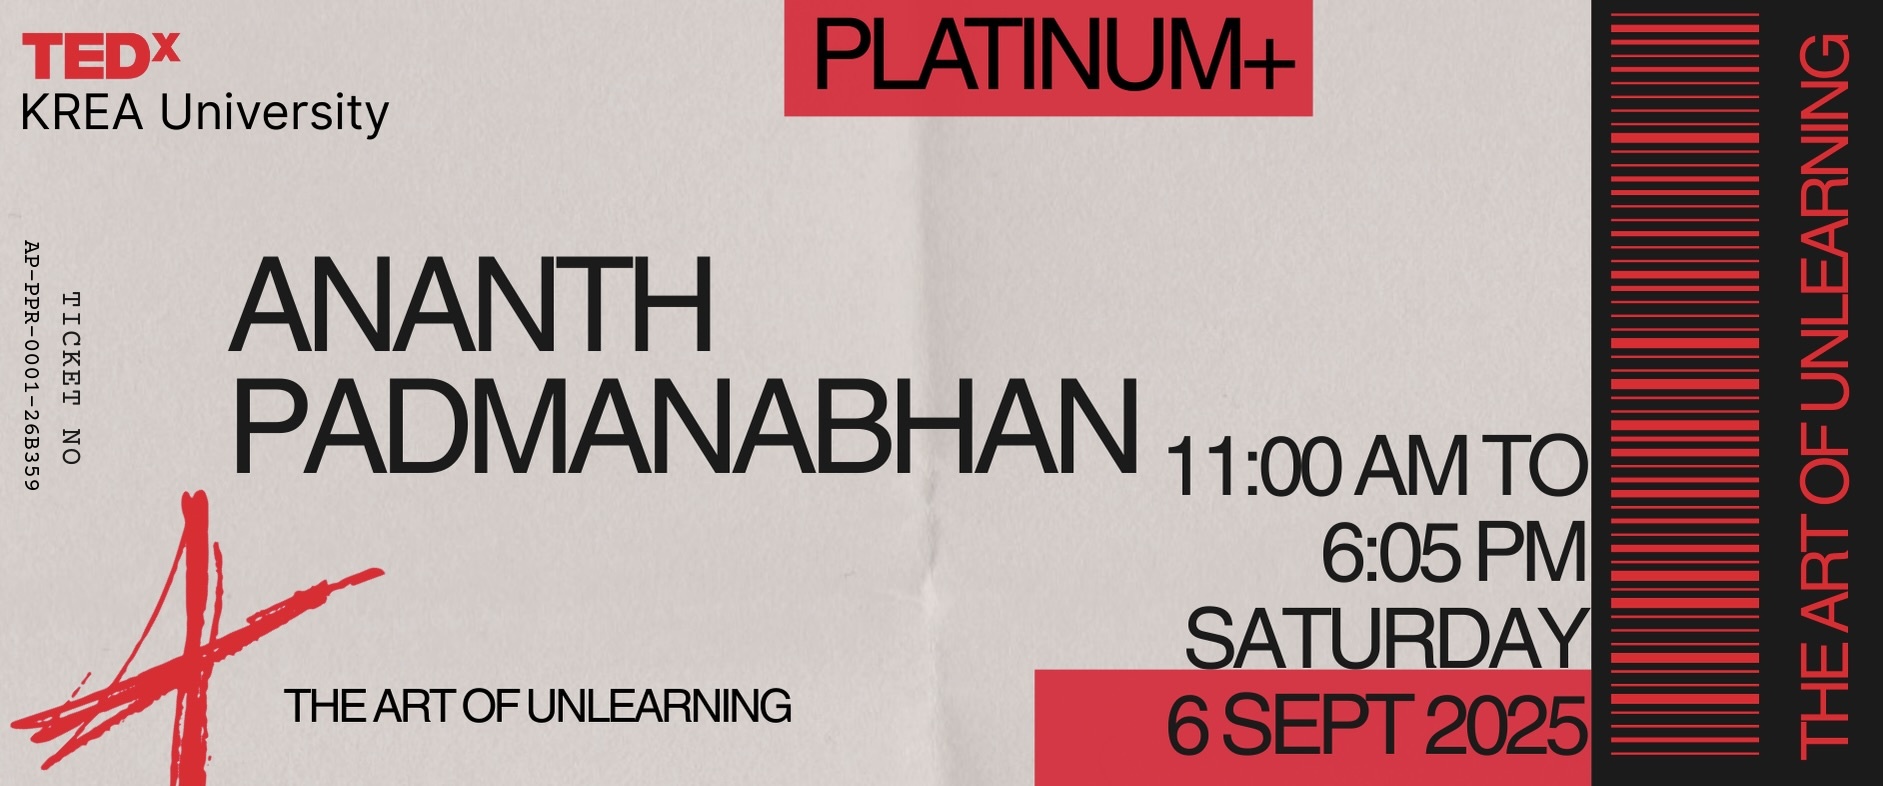 TEDx
KREA University
PLATINUM+
AP-PPR-0001-26B359
TICKET NO
ANANTH
PADMANABHAN
11:00 AM TO
6:05 PM
SATURDAY
6 SEPT 2025
THE ART OF UNLEARNING
THE ART OF UNLEARNING